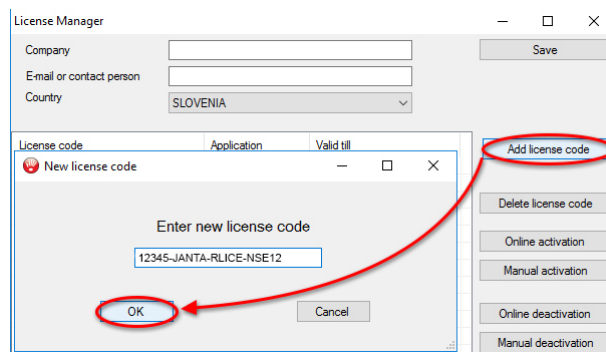 License Manager
Company
Save
E-mail or contact person
Country
SLOVENIA
License code Application Valid till
Add license code
New license code
Delete license code
Enter new license code
Online activation
12345-JANTA-RLICE-NSE12
Manual activation
OK Cancel
Online deactivation
Manual deactivation